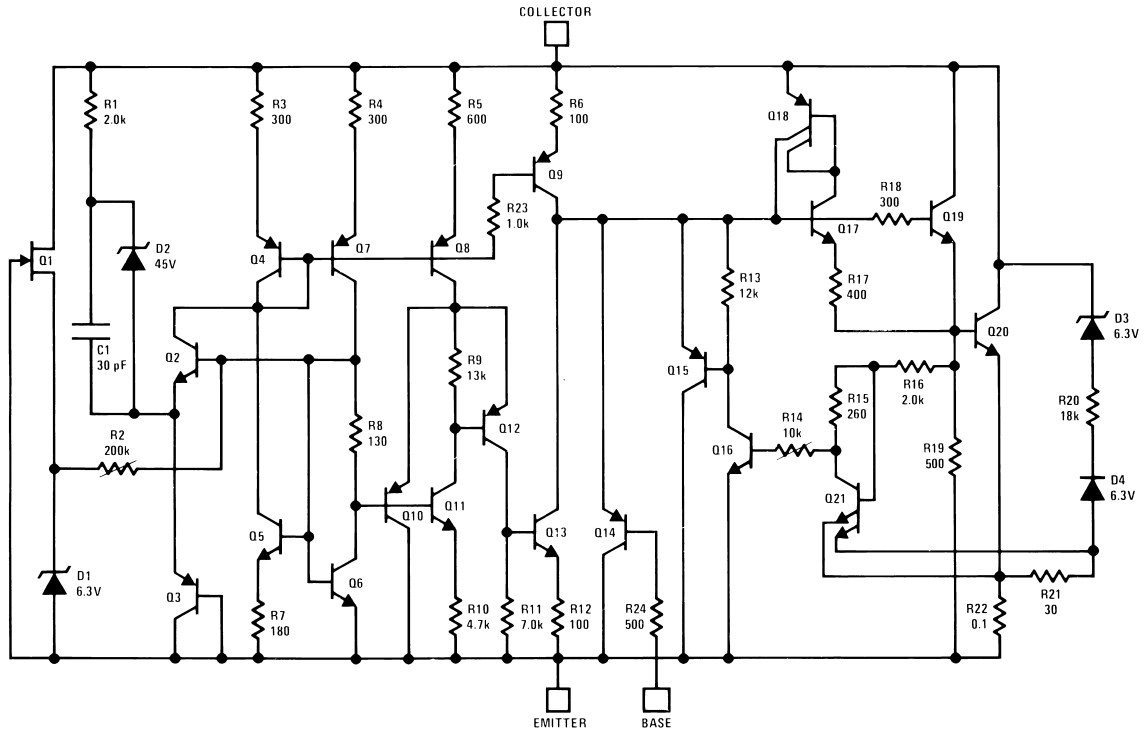 COLLECTOR
R1
2.0k
R3
300
R4
300
R5
600
R6
100
Q18
Q9
R18
300
Q19
R23
1.0k
Q17
Q1
D2
45V
Q4
Q7
Q8
R13
12k
R17
400
C1
30 pF
Q2
R9
13k
Q20
D3
6.3V
Q15
R16
2.0k
R15
260
R20
18k
R2
200k
R8
130
Q12
R14
10k
Q16
R19
500
Q10
Q11
Q21
D4
6.3V
Q5
Q13
Q14
Q6
D1
6.3V
Q3
R7
180
R10
4.7k
R11
7.0k
R12
100
R24
500
R22
0.1
R21
30
EMITTER
BASE